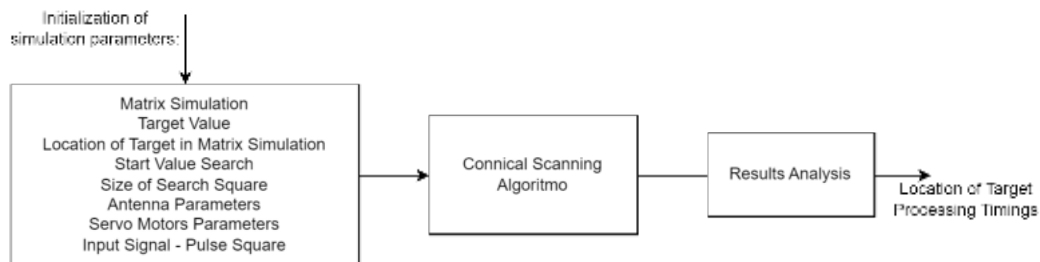 Initialization of
simulation parameters:
Matrix Simulation
Target Value
Location of Target in Matrix Simulation
Start Value Search
Size of Search Square
Antenna Parameters
Servo Motors Parameters
Input Signal - Pulse Square
Connical Scanning
Algoritmo
Results Analysis
Location of Target
Processing Timings